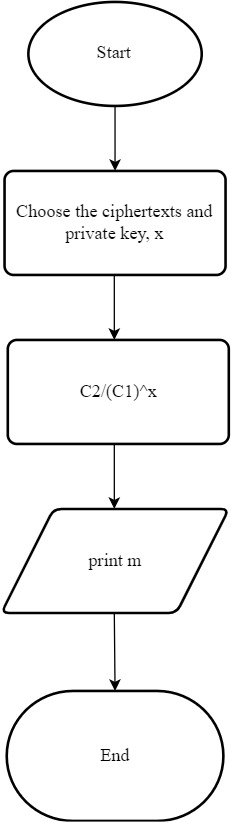 Start
Choose the ciphertexts and
private key, x
C2/(C1)^x
print m
End